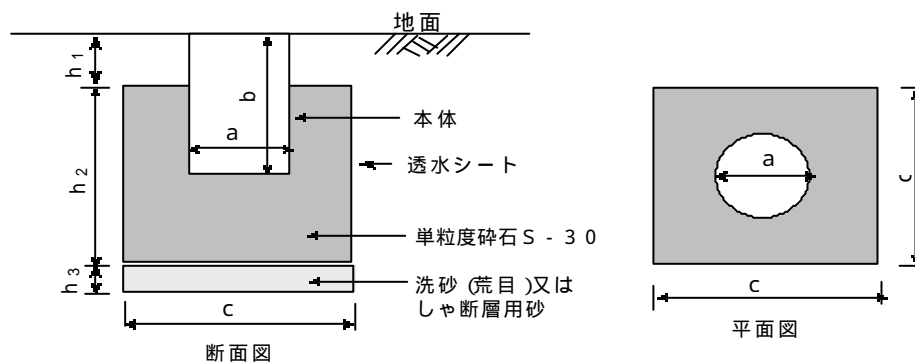 地面
h1
b
a
本体
透水シート
h2
単粒度砕石S-30
h3
洗砂(荒目)又は
しゃ断層用砂
c
断面図
a
c
c
平面図